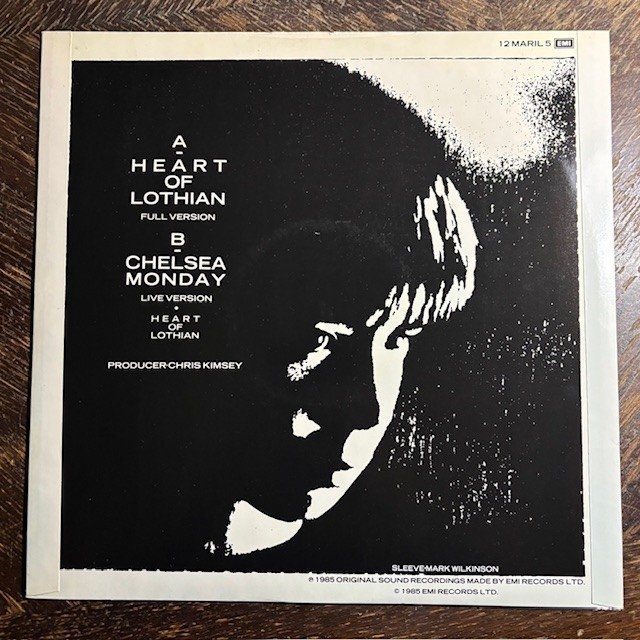 12 MARIL 5 EMI
A-
HEART
OF
LOTHIAN
FULL VERSION
B-
CHELSEA
MONDAY
LIVE VERSION
•
HEART
OF
LOTHIAN
PRODUCER-CHRIS KIMSEY
SLEEVE-MARK WILKINSON
℗ 1985 ORIGINAL SOUND RECORDINGS MADE BY EMI RECORDS LTD.
© 1985 EMI RECORDS LTD.